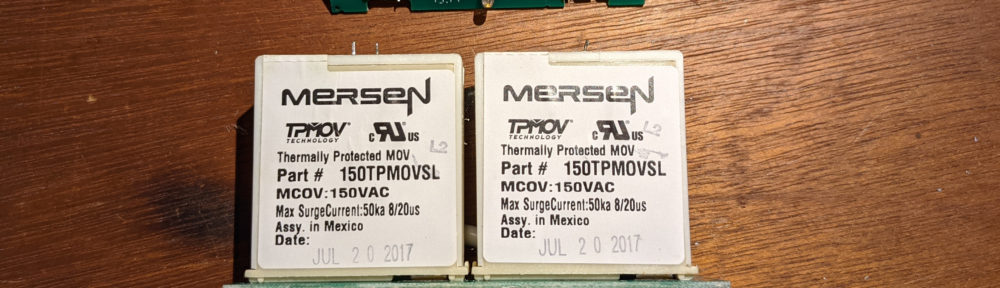 MERSEN
TPMOV
TECHNOLOGY
c RU US
L2
Thermally Protected MOV
Part # 150TPMOVSL
MCOV:150VAC
Max SurgeCurrent:50ka 8/20us
Assy. in Mexico
Date:
JUL 20 2017
MERSEN
TPMOV
TECHNOLOGY
c RU US
L2
Thermally Protected MOV
Part # 150TPMOVSL
MCOV:150VAC
Max SurgeCurrent:50ka 8/20us
Assy. in Mexico
Date:
JUL 20 2017